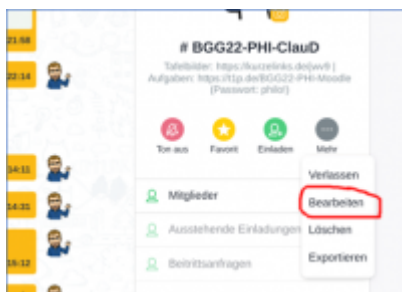 21:58
# BGG22-PHI-ClauD
Tafelbilder: https://kurzelinks.de/jwv9 |
22:14
Aufgaben: https://t1p.de/BGG22-PHI-Moodle
(Passwort: philo!)
Ton aus Favorit Einladen Mehr
14:11
Verlassen
Mitglieder
Bearbeiten
14:31
Ausstehende Einladungen
Löschen
15:12
Beitrittsanfragen
Exportieren